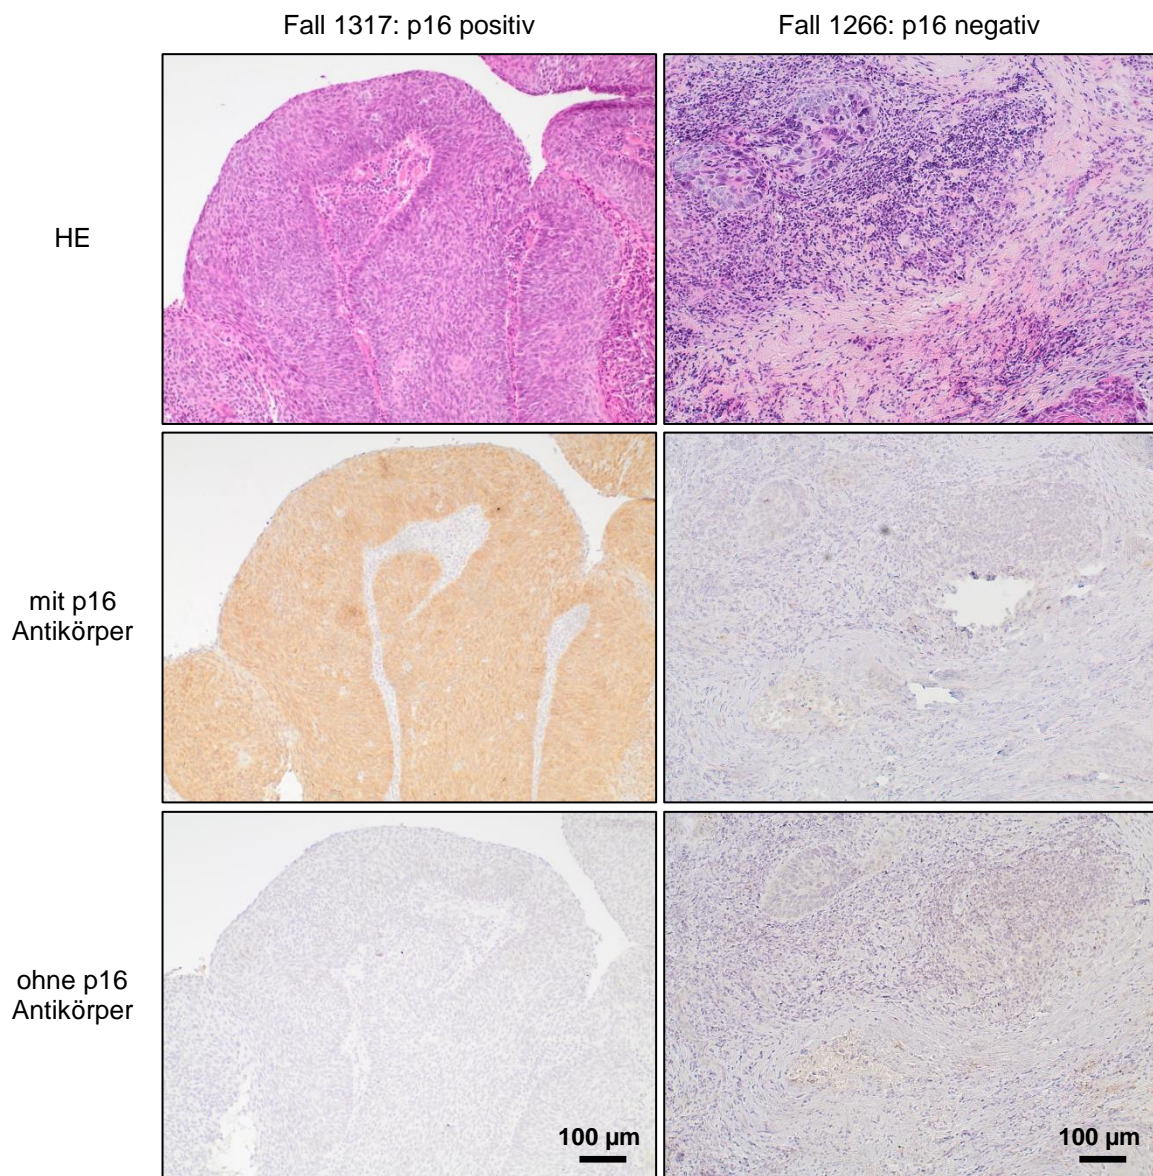 Fall 1317: p16 positiv
Fall 1266: p16 negativ
HE
mit p16
Antikörper
ohne p16
Antikörper
100 µm
100 µm